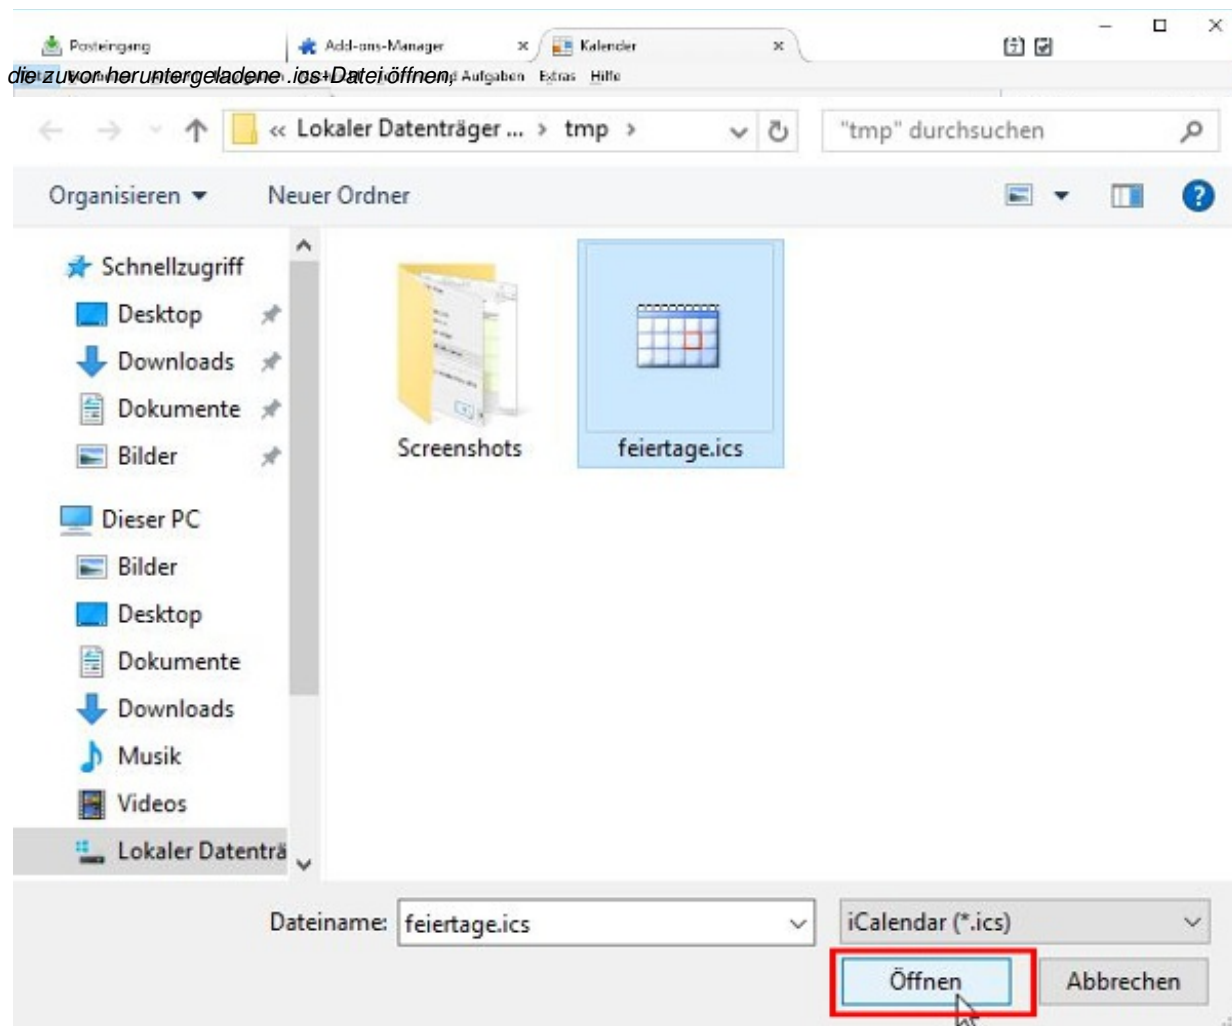 Posteingang Add-ons-Manager Kalender
die zuvor heruntergeladene .ics-Datei öffnen,
Aufgaben Extras Hilfe
« Lokaler Datenträger ... › tmp › "tmp" durchsuchen
Organisieren Neuer Ordner
Schnellzugriff
Desktop
Downloads
Dokumente
Bilder
Dieser PC
Bilder
Desktop
Dokumente
Downloads
Musik
Videos
Lokaler Datenträ
Screenshots feiertage.ics
Dateiname: feiertage.ics iCalendar (*.ics)
Öffnen Abbrechen